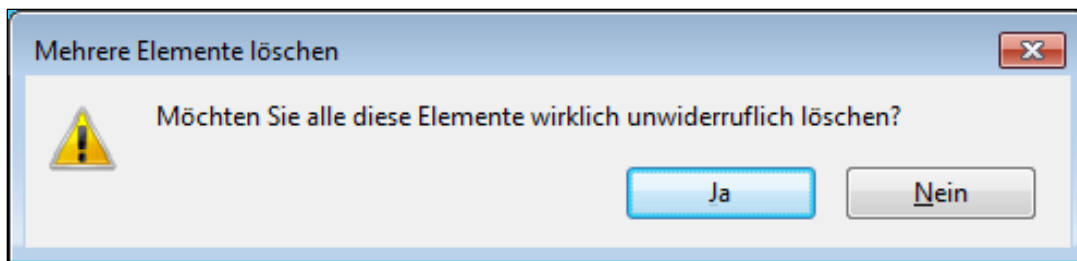 Mehrere Elemente löschen
Möchten Sie alle diese Elemente wirklich unwiderruflich löschen?
Ja
Nein